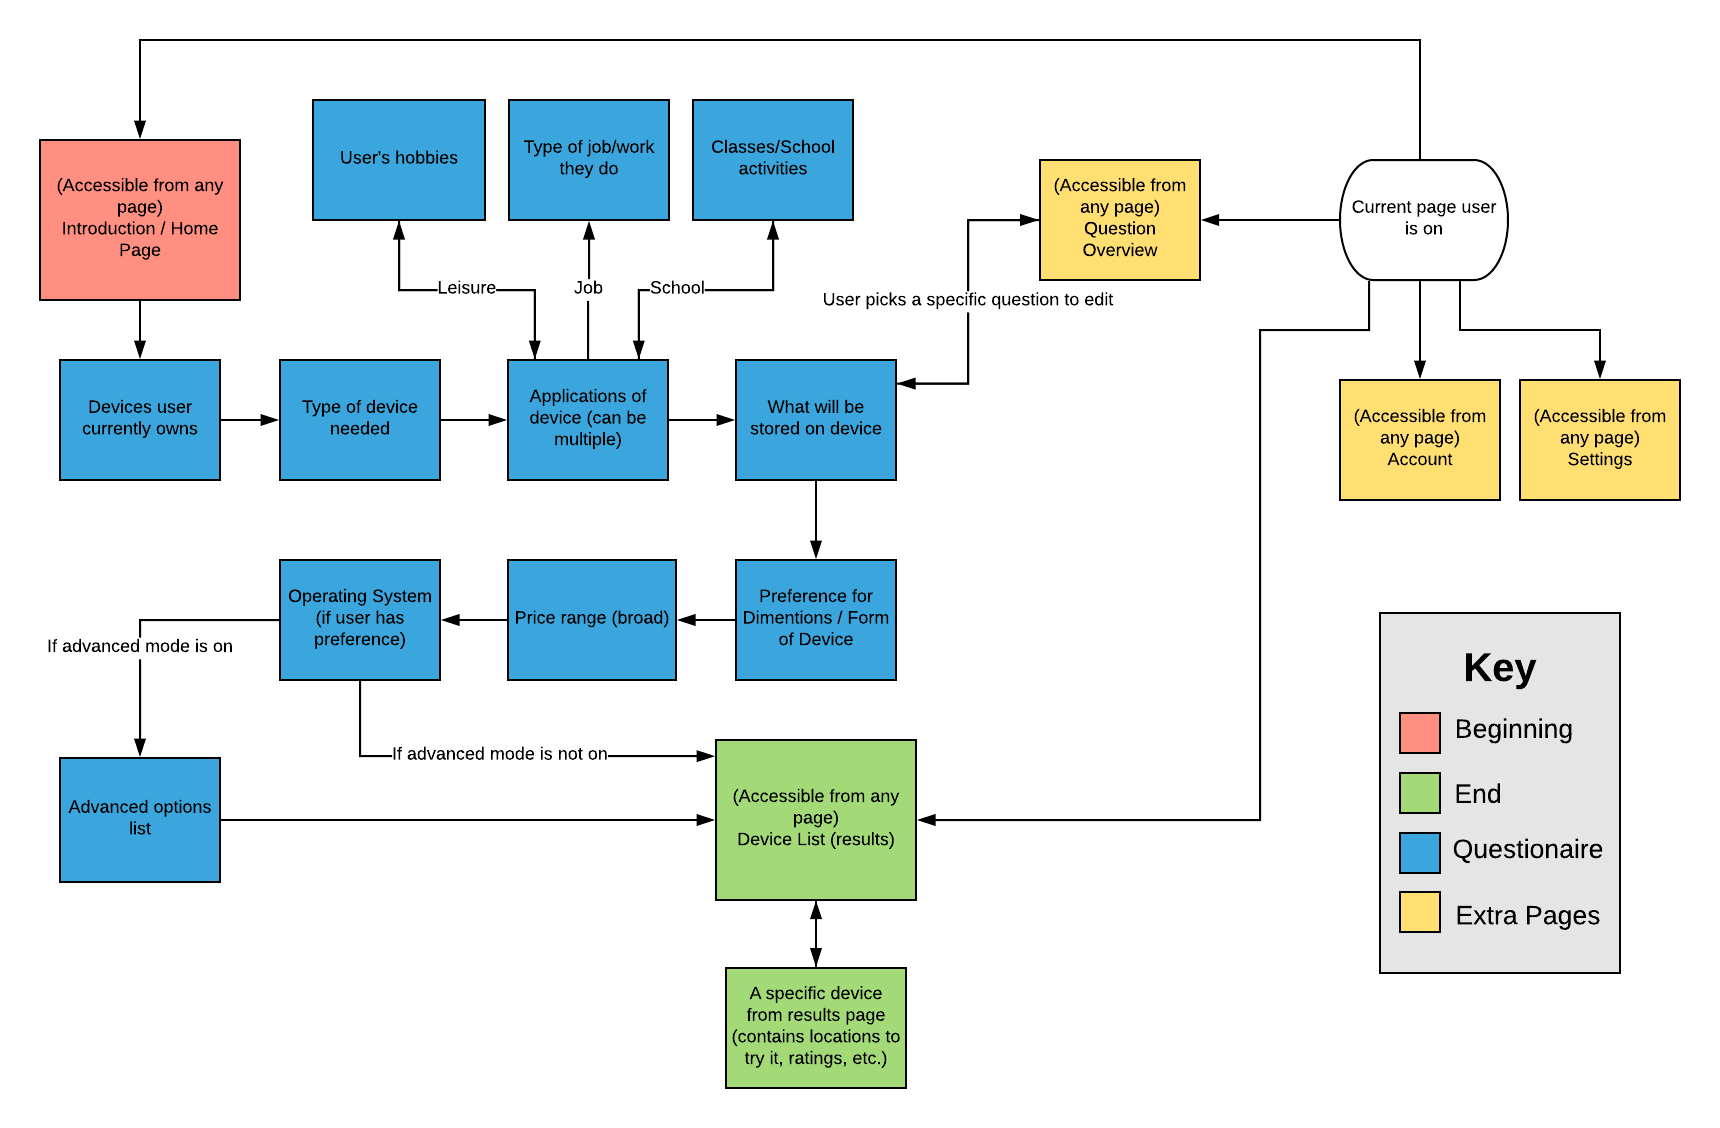 User's hobbies
Type of job/work
they do
Classes/School
activities
(Accessible from any
page)
Introduction / Home
Page
(Accessible from
any page)
Question
Overview
Current page user
is on
Leisure
Job
School
User picks a specific question to edit
Devices user
currently owns
Type of device
needed
Applications of
device (can be
multiple)
What will be
stored on device
(Accessible from
any page)
Account
(Accessible from
any page)
Settings
Operating System
(if user has
preference)
Price range (broad)
Preference for
Dimentions / Form
of Device
If advanced mode is on
If advanced mode is not on
Advanced options
list
(Accessible from any
page)
Device List (results)
A specific device
from results page
(contains locations to
try it, ratings, etc.)
Key
Beginning
End
Questionaire
Extra Pages